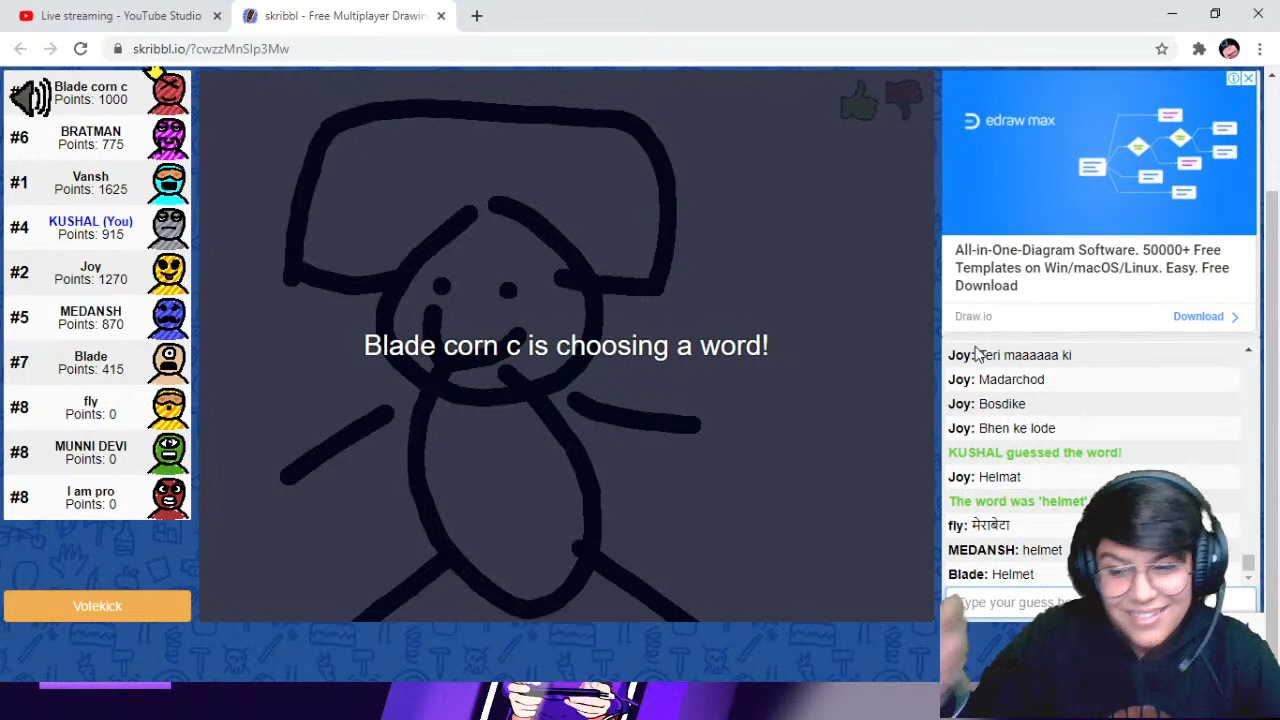 Live streaming - YouTube Studio
skribbl - Free Multiplayer Drawin
skribbl.io/?cwzzMnSIp3Mw
Blade corn c
Points: 1000
#6
BRATMAN
Points: 775
#1
Vansh
Points: 1625
#4
KUSHAL (You)
Points: 915
#2
Joy
Points: 1270
#5
MEDANSH
Points: 870
#7
Blade
Points: 415
#8
fly
Points: 0
#8
MUNNI DEVI
Points: 0
#8
I am pro
Points: 0
Votekick
Blade corn c is choosing a word!
edraw max
All-in-One-Diagram Software. 50000+ Free
Templates on Win/macOS/Linux. Easy. Free
Download
Draw.io
Download
Joy: Teri maaaaaa ki
Joy: Madarchod
Joy: Bosdike
Joy: Bhen ke lode
KUSHAL guessed the word!
Joy: Helmat
The word was 'helmet'
fly: मेराबेटा
MEDANSH: helmet
Blade: Helmet
Type your guess